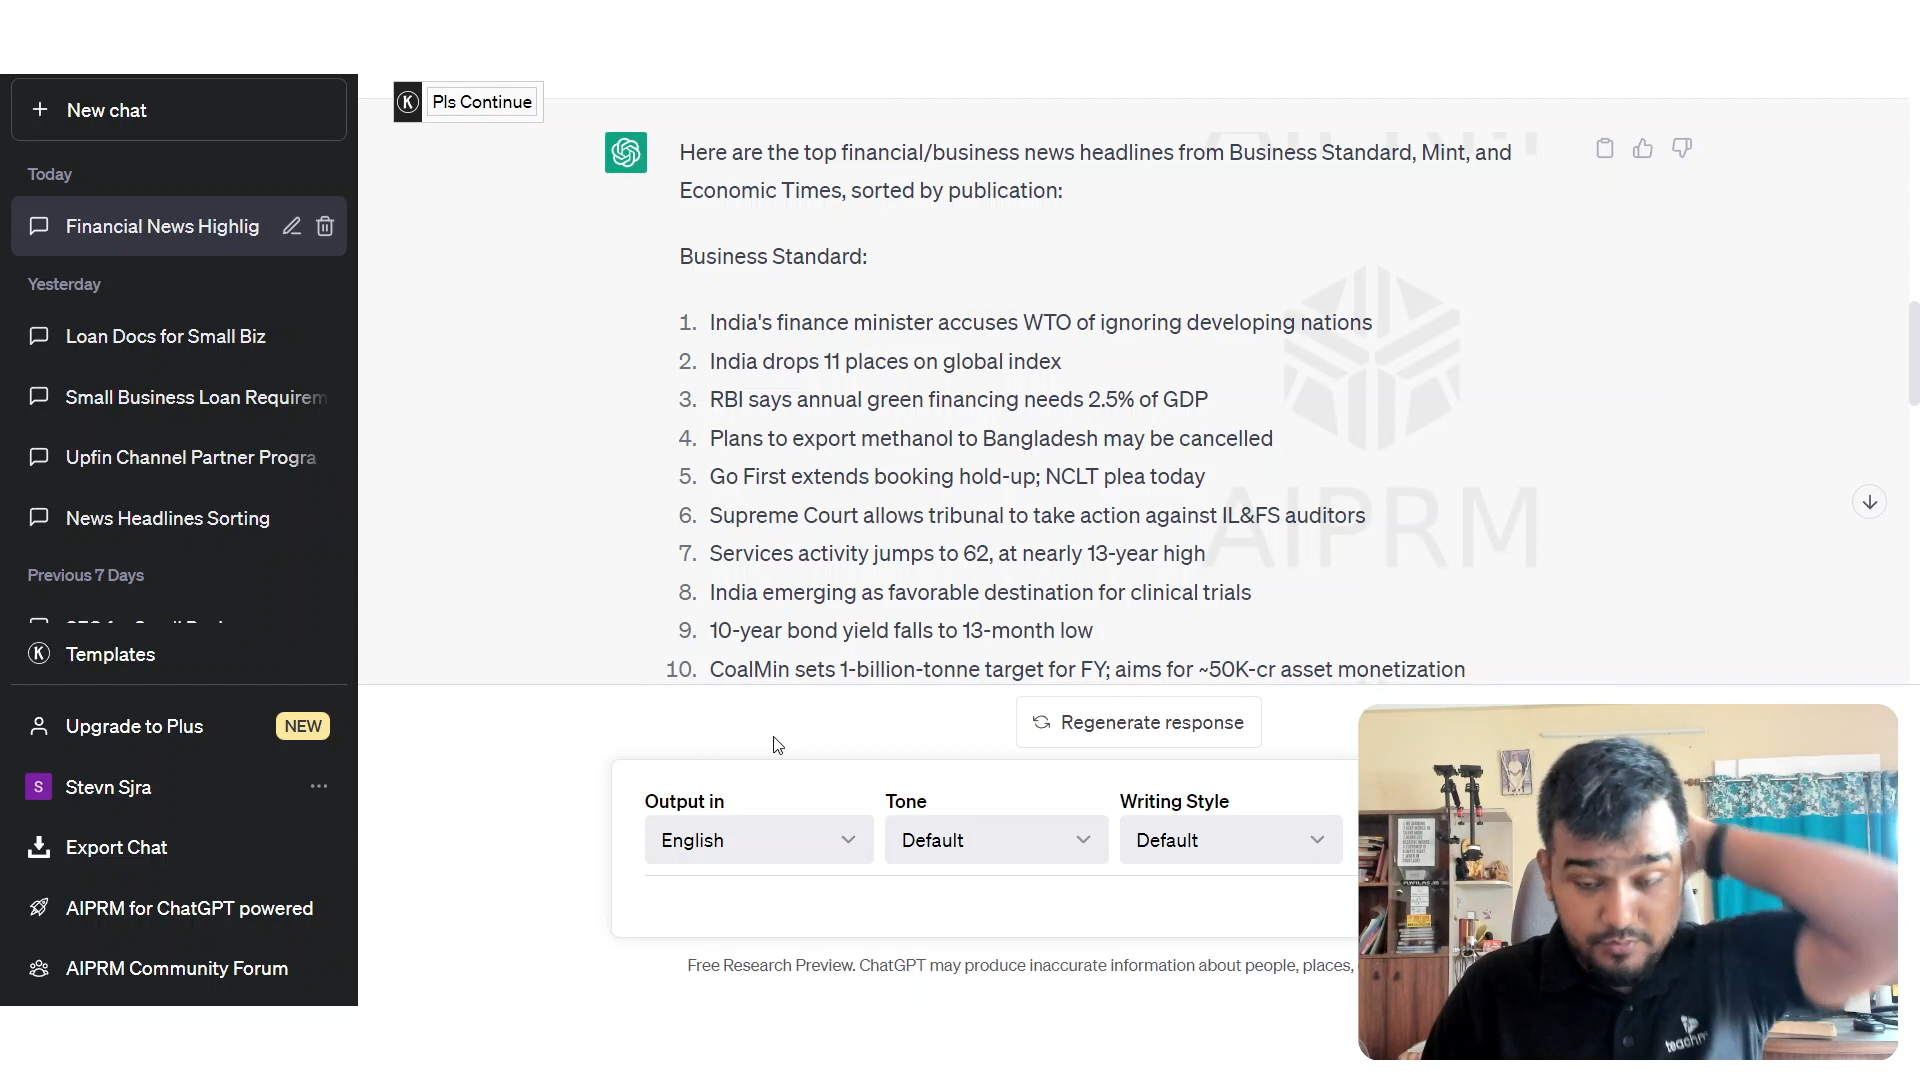 New chat
Today
Financial News Highlig
Yesterday
Loan Docs for Small Biz
Small Business Loan Requirem
Upfin Channel Partner Progra
News Headlines Sorting
Previous 7 Days
Templates
Upgrade to Plus NEW
S Stevn Sjra
Export Chat
AIPRM for ChatGPT powered
AIPRM Community Forum
K Pls Continue
Here are the top financial/business news headlines from Business Standard, Mint, and
Economic Times, sorted by publication:
Business Standard:
1. India's finance minister accuses WTO of ignoring developing nations
2. India drops 11 places on global index
3. RBI says annual green financing needs 2.5% of GDP
4. Plans to export methanol to Bangladesh may be cancelled
5. Go First extends booking hold-up; NCLT plea today
6. Supreme Court allows tribunal to take action against IL&FS auditors
7. Services activity jumps to 62, at nearly 13-year high
8. India emerging as favorable destination for clinical trials
9. 10-year bond yield falls to 13-month low
10. CoalMin sets 1-billion-tonne target for FY; aims for ~50K-cr asset monetization
AIPRM
Regenerate response
Output in Tone Writing Style
English Default Default
Free Research Preview. ChatGPT may produce inaccurate information about people, places,